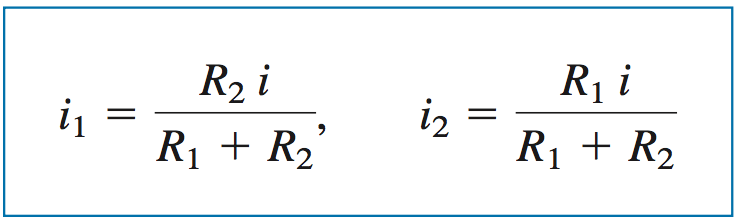 i₁ = R₂ i / (R₁ + R₂),    i₂ = R₁ i / (R₁ + R₂)